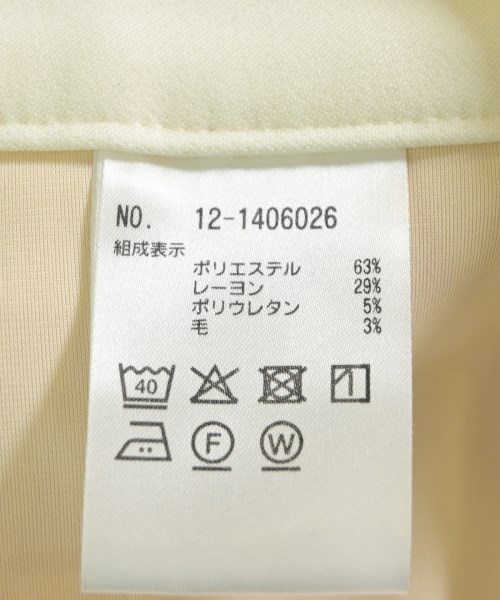 NO. 12-1406026
組成表示
ポリエステル 63%
レーヨン 29%
ポリウレタン 5%
毛 3%
40
F W